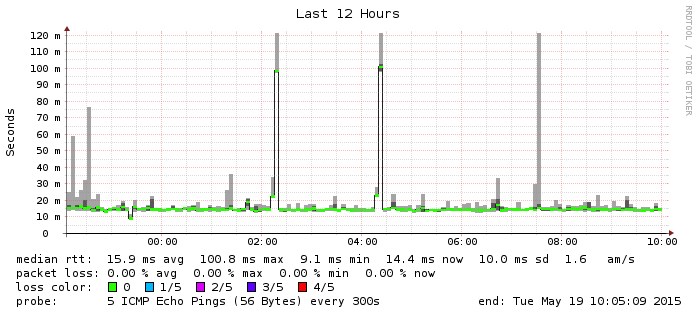 Last 12 Hours
RRDTOOL / TOBI OETIKER
Seconds
120 m
110 m
100 m
90 m
80 m
70 m
60 m
50 m
40 m
30 m
20 m
10 m
0
00:00 02:00 04:00 06:00 08:00 10:00
median rtt: 15.9 ms avg 100.8 ms max 9.1 ms min 14.4 ms now 10.0 ms sd 1.6 am/s
packet loss: 0.00 % avg 0.00 % max 0.00 % min 0.00 % now
loss color: 0 1/5 2/5 3/5 4/5
probe: 5 ICMP Echo Pings (56 Bytes) every 300s end: Tue May 19 10:05:09 2015